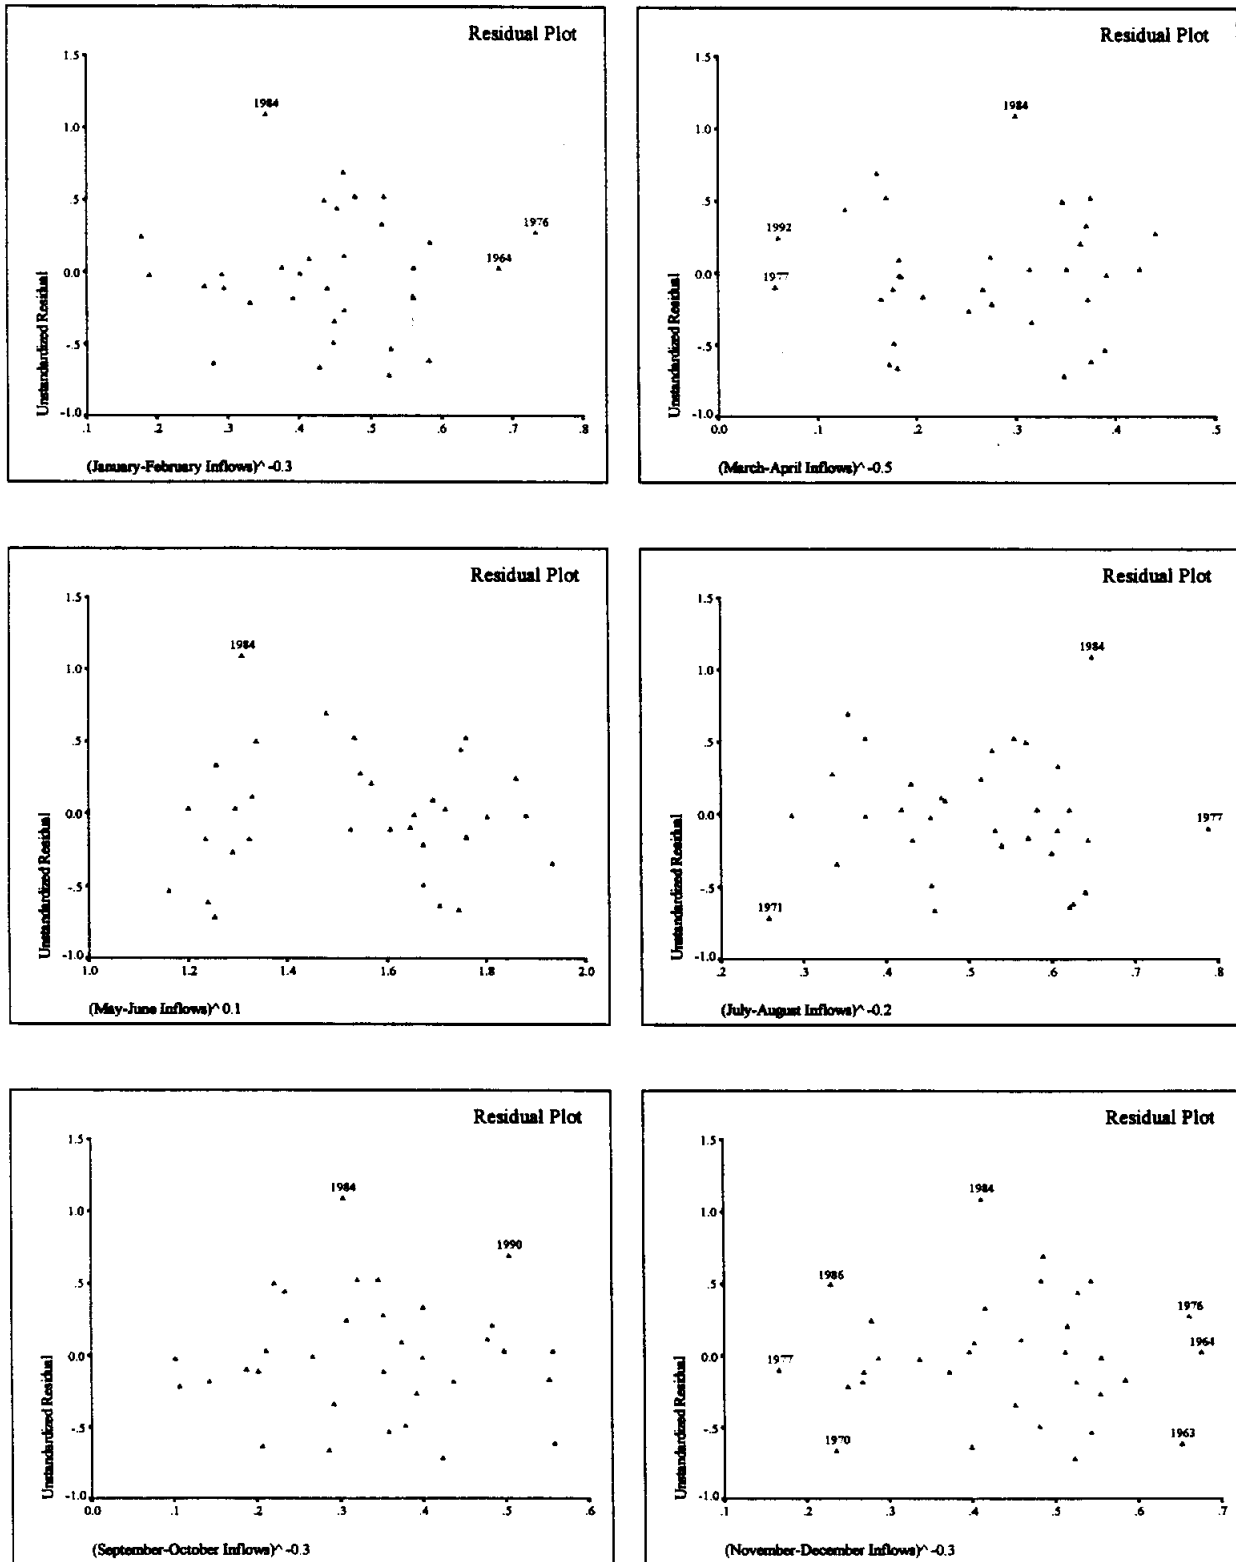 Residual Plot
1.5
1.0
.5
0.0
-.5
-1.0
Unstandardized Residual
1984
1976
1964
.1 .2 .3 .4 .5 .6 .7 .8
(January-February Inflows)^ -0.3
Residual Plot
1.5
1.0
.5
0.0
-.5
-1.0
Unstandardized Residual
1984
1992
1977
0.0 .1 .2 .3 .4 .5
(March-April Inflows)^ -0.5
Residual Plot
1.5
1.0
.5
0.0
-.5
-1.0
Unstandardized Residual
1984
1.0 1.2 1.4 1.6 1.8 2.0
(May-June Inflows)^ 0.1
Residual Plot
1.5
1.0
.5
0.0
-.5
-1.0
Unstandardized Residual
1984
1977
1971
.2 .3 .4 .5 .6 .7 .8
(July-August Inflows)^ -0.2
Residual Plot
1.5
1.0
.5
0.0
-.5
-1.0
Unstandardized Residual
1984
1990
0.0 .1 .2 .3 .4 .5 .6
(September-October Inflows)^ -0.3
Residual Plot
1.5
1.0
.5
0.0
-.5
-1.0
Unstandardized Residual
1984
1986
1976
1964
1977
1970
1963
.1 .2 .3 .4 .5 .6 .7
(November-December Inflows)^ -0.3